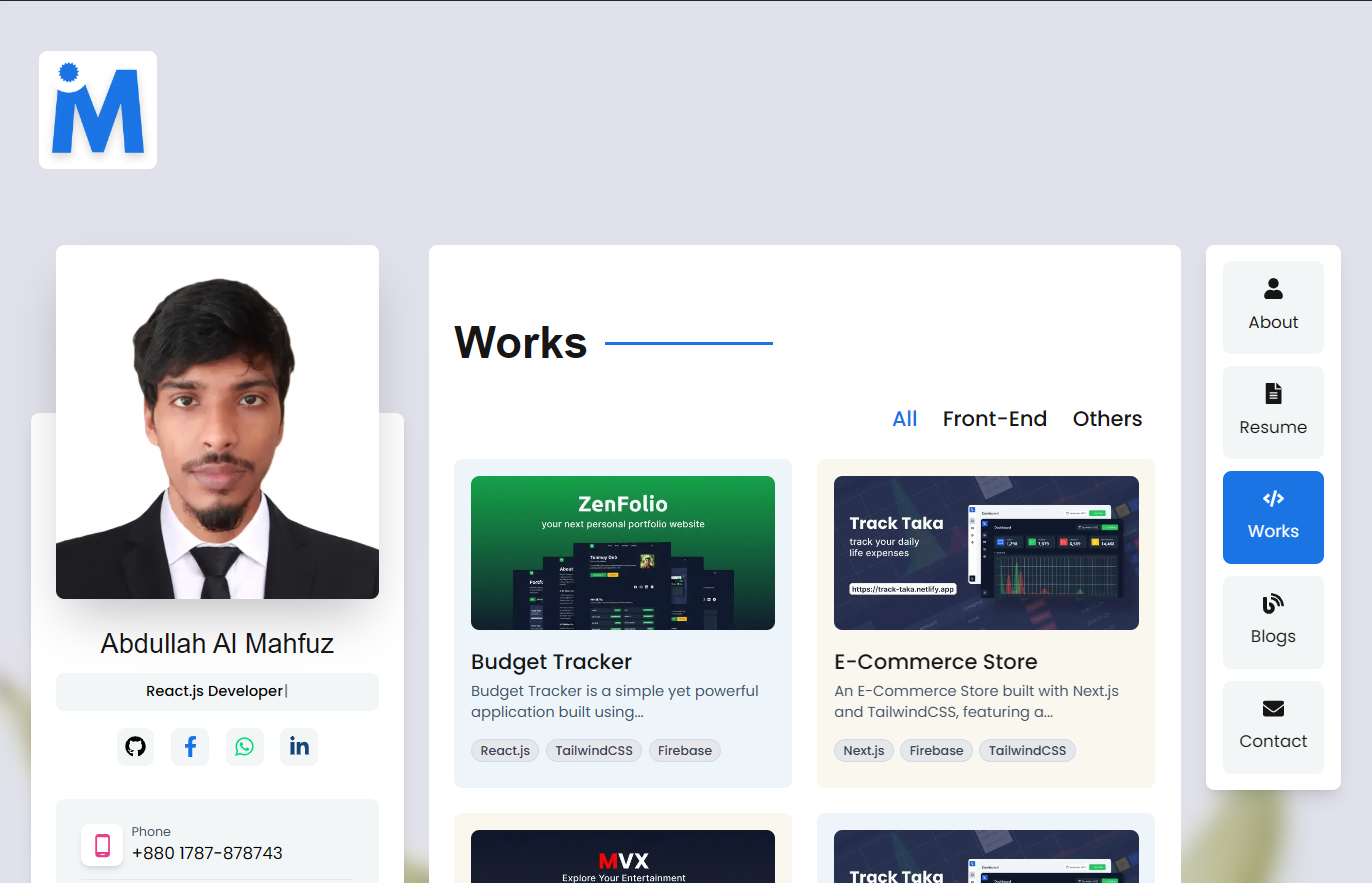 M
Abdullah Al Mahfuz
React.js Developer
Phone
+880 1787-878743
Works
All Front-End Others
ZenFolio
your next personal portfolio website
Budget Tracker
Budget Tracker is a simple yet powerful
application built using...
React.js TailwindCSS Firebase
Track Taka
track your daily
life expenses
https://track-taka.netlify.app
Dashboard
E-Commerce Store
An E-Commerce Store built with Next.js
and TailwindCSS, featuring a...
Next.js Firebase TailwindCSS
MVX
Explore Your Entertainment
Track Taka
About
Resume
Works
Blogs
Contact